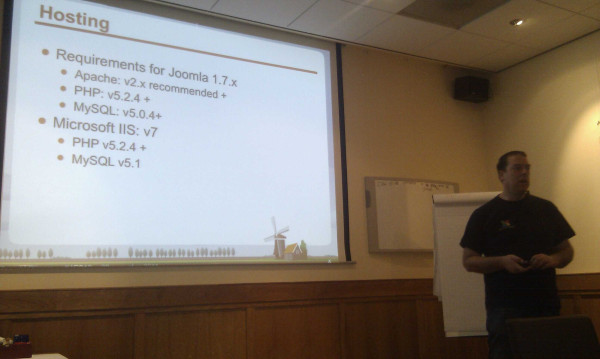 Hosting
Requirements for Joomla 1.7.x
Apache: v2.x recommended +
PHP: v5.2.4 +
MySQL: v5.0.4+
Microsoft IIS: v7
PHP v5.2.4 +
MySQL v5.1